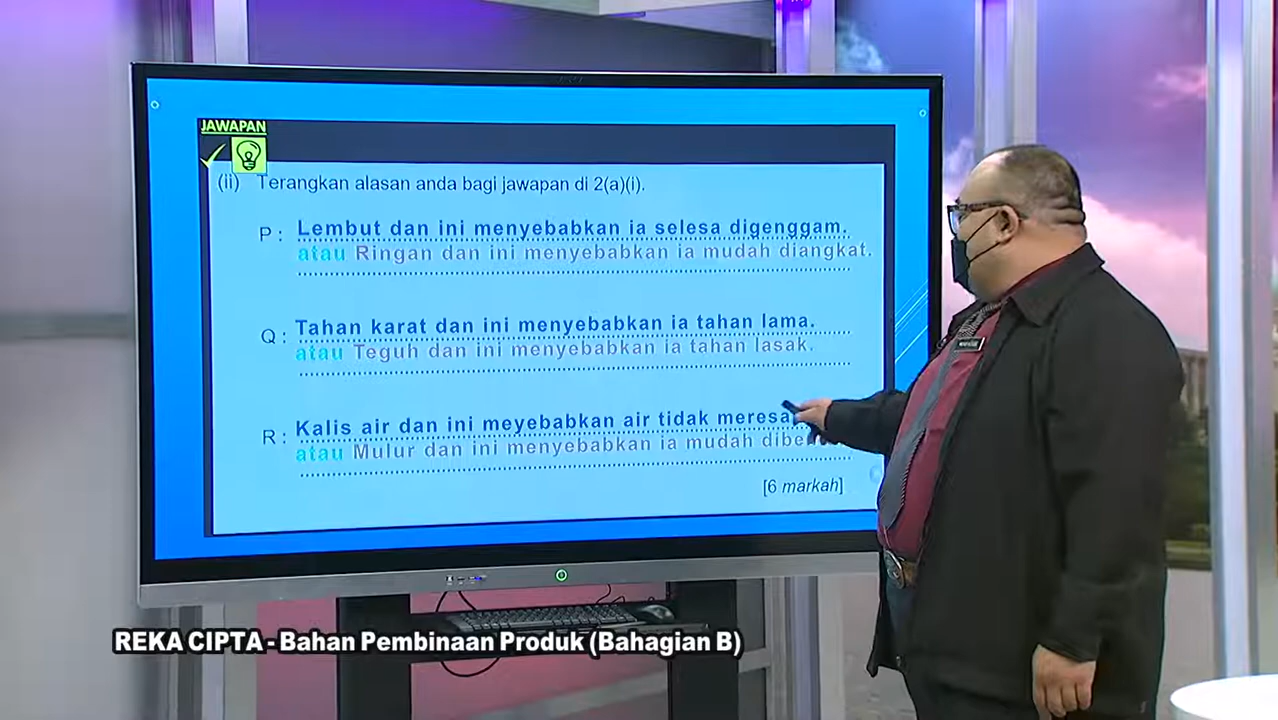 JAWAPAN
(ii) Terangkan alasan anda bagi jawapan di 2(a)(i).
P : Lembut dan ini menyebabkan ia selesa digenggam.
atau Ringan dan ini menyebabkan ia mudah diangkat.
Q : Tahan karat dan ini menyebabkan ia tahan lama.
atau Teguh dan ini menyebabkan ia tahan lasak.
R : Kalis air dan ini meyebabkan air tidak
atau Mulur dan ini menyebabkan ia mudah
[6 markah]
REKA CIPTA - Bahan Pembinaan Produk (Bahagian B)